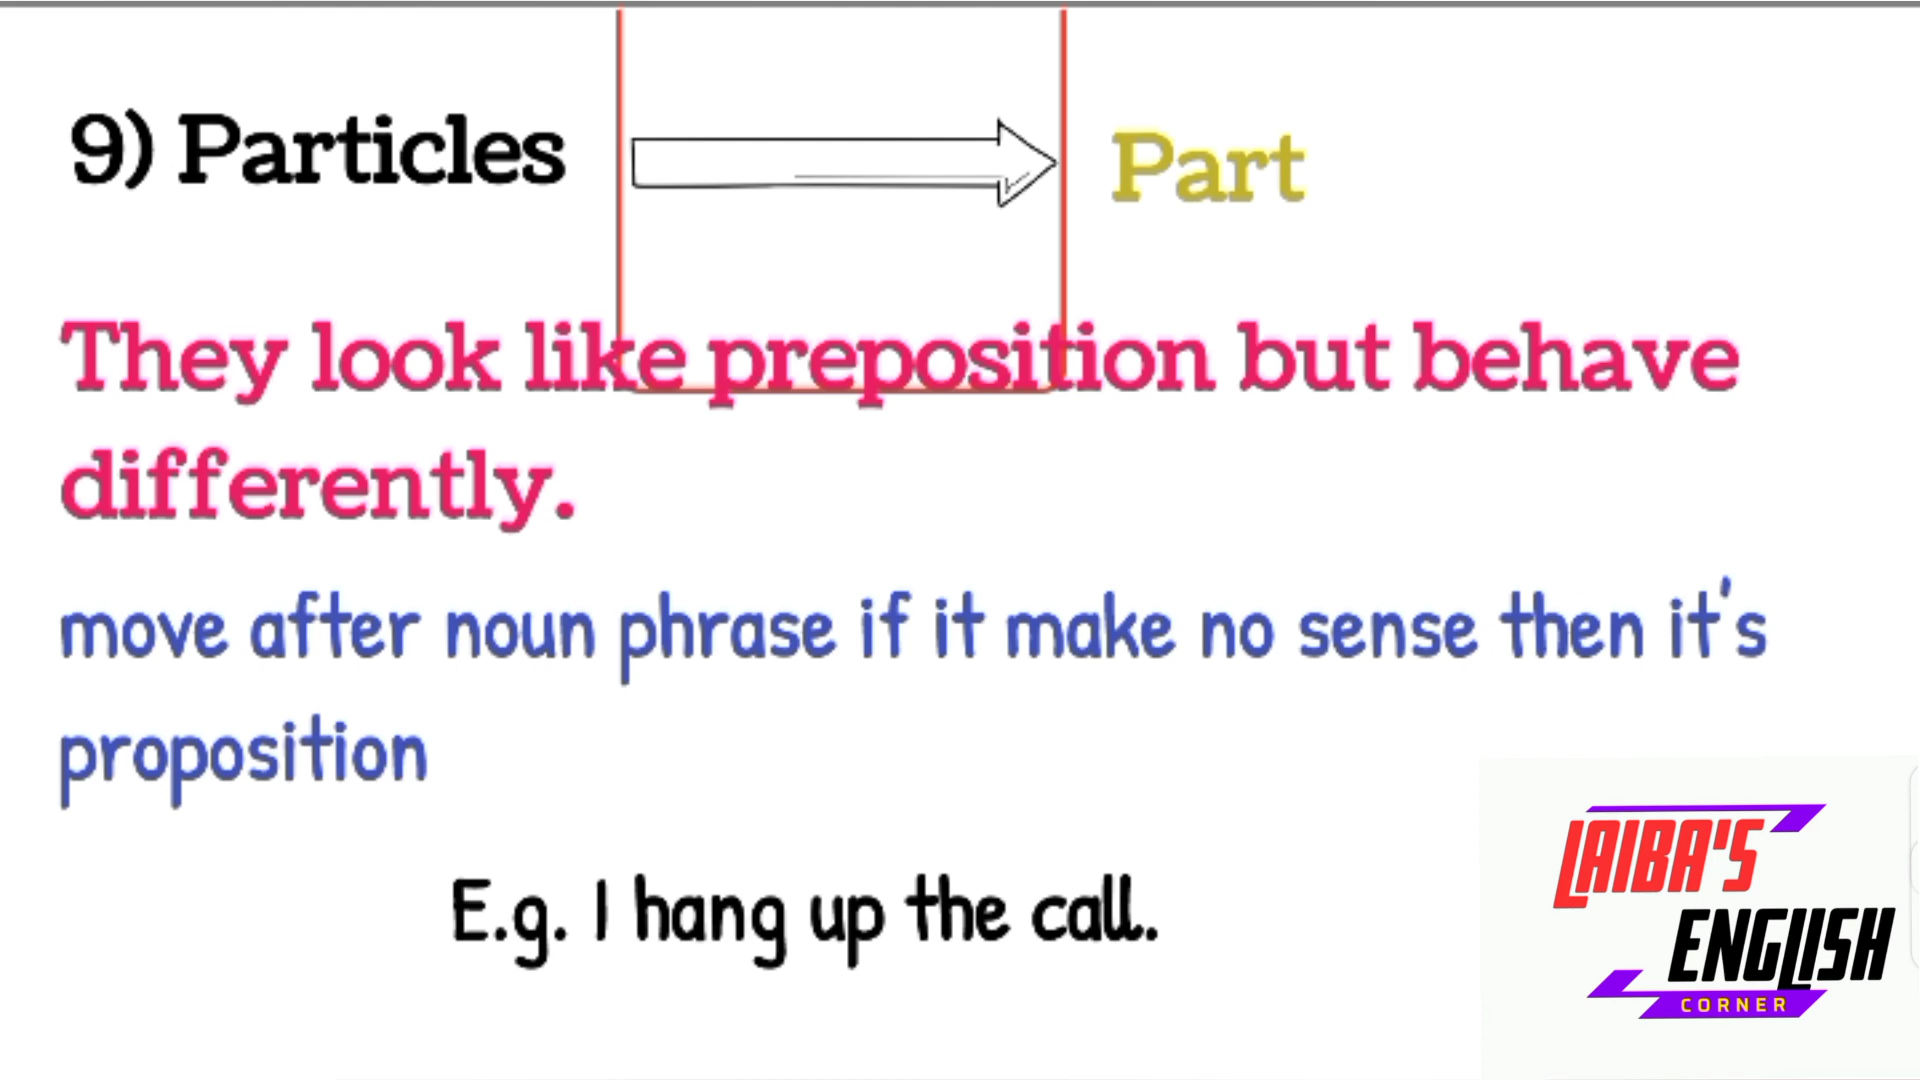 9) Particles
Part
They look like preposition but behave
differently.
move after noun phrase if it make no sense then it's
proposition
E.g. I hang up the call.
LAIBA'S
ENGLISH
CORNER